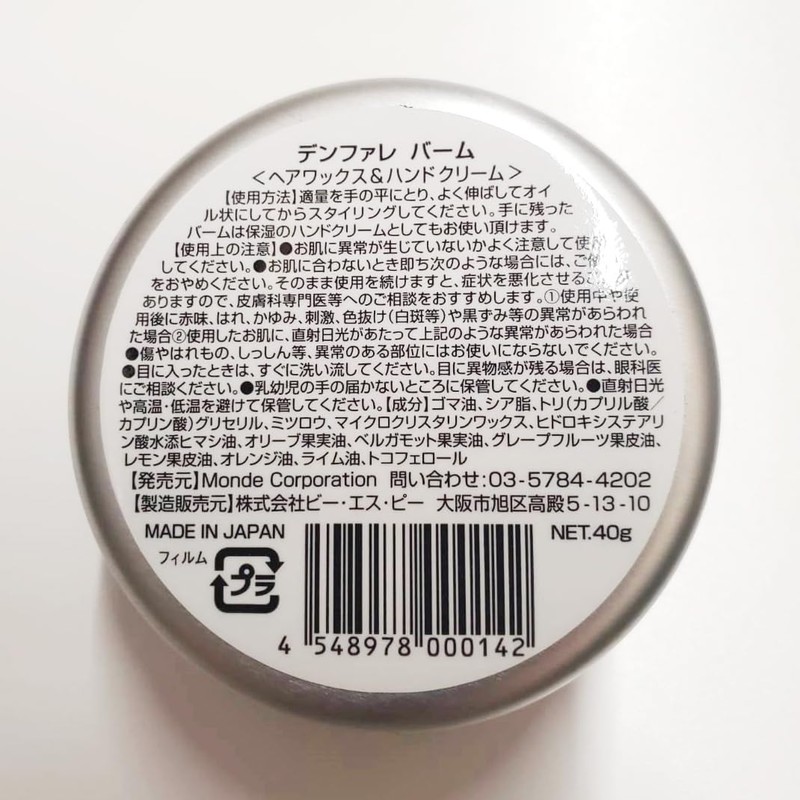 デンファレ バーム
＜ヘアワックス＆ハンドクリーム＞
【使用方法】適量を手の平にとり、よく伸ばしてオイ
ル状にしてからスタイリングしてください。手に残った
バームは保湿のハンドクリームとしてもお使い頂けます。
【使用上の注意】●お肌に異常が生じていないかよく注意して使
してください。●お肌に合わないとき即ち次のような場合には、ご使
をおやめください。そのまま使用を続けますと、症状を悪化させるこ
ありますので、皮膚科専門医等へのご相談をおすすめします。①使用中や使
用後に赤味、はれ、かゆみ、刺激、色抜け(白斑等)や黒ずみ等の異常があらわれ
た場合②使用したお肌に、直射日光があたって上記のような異常があらわれた場合
●傷やはれもの、しっしん等、異常のある部位にはお使いにならないでください。
●目に入ったときは、すぐに洗い流してください。目に異物感が残る場合は、眼科医
にご相談ください。●乳幼児の手の届かないところに保管してください。●直射日光
や高温・低温を避けて保管してください。【成分】ゴマ油、シア脂、トリ(カプリル酸／
カプリン酸)グリセリル、ミツロウ、マイクロクリスタリンワックス、ヒドロキシステアリ
ン酸水添ヒマシ油、オリーブ果実油、ベルガモット果実油、グレープフルーツ果皮油、
レモン果皮油、オレンジ油、ライム油、トコフェロール
【発売元】Monde Corporation 問い合わせ:03-5784-4202
【製造販売元】株式会社ビー・エス・ピー 大阪市旭区高殿5-13-10
MADE IN JAPAN NET.40g
フィルム
プラ
4 548978 000142